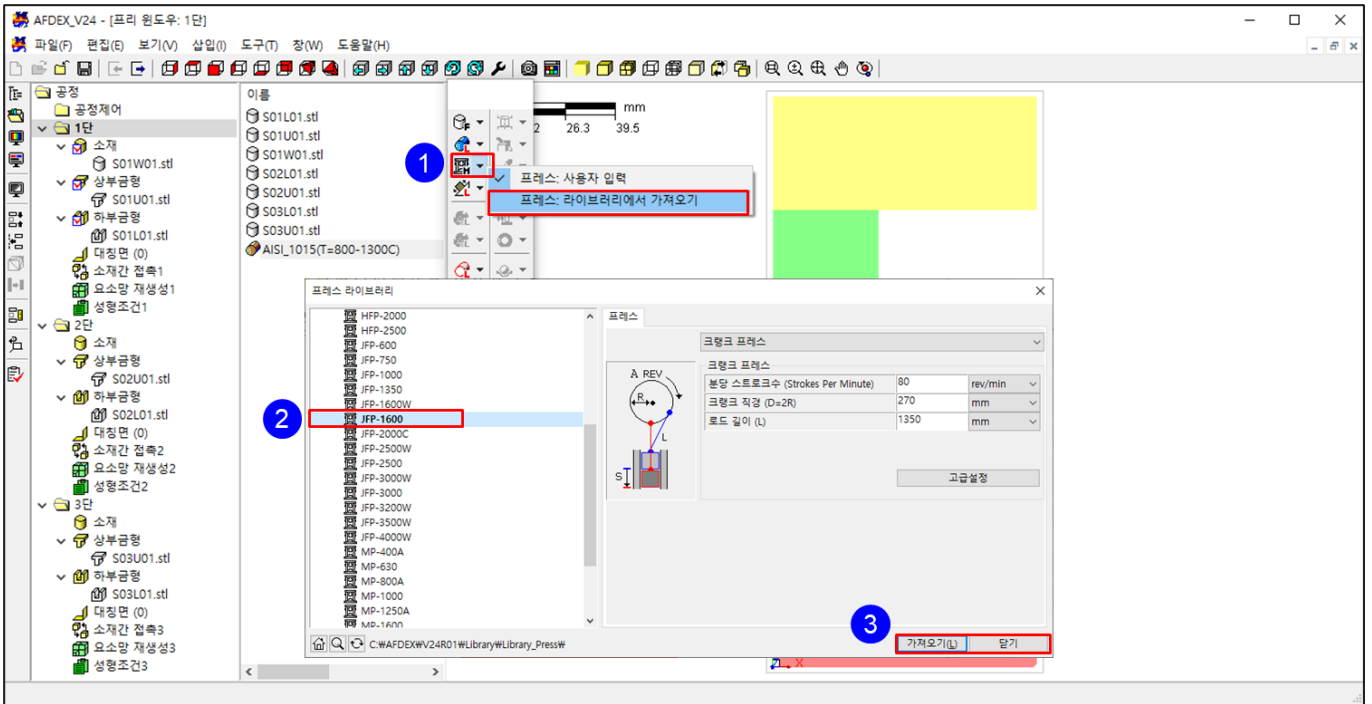 AFDEX_V24 - [프리 윈도우: 1단]
파일(F) 편집(E) 보기(V) 삽입(I) 도구(T) 창(W) 도움말(H)
공정
공정제어
1단
소재
S01W01.stl
상부금형
S01U01.stl
하부금형
S01L01.stl
대칭면 (0)
소재간 접촉1
요소망 재생성1
성형조건1
2단
소재
상부금형
S02U01.stl
하부금형
S02L01.stl
대칭면 (0)
소재간 접촉2
요소망 재생성2
성형조건2
3단
소재
상부금형
S03U01.stl
하부금형
S03L01.stl
대칭면 (0)
소재간 접촉3
요소망 재생성3
성형조건3
이름
S01L01.stl
S01U01.stl
S01W01.stl
S02L01.stl
S02U01.stl
S03L01.stl
S03U01.stl
AISI_1015(T=800-1300C)
mm
2 26.3 39.5
1
프레스: 사용자 입력
프레스: 라이브러리에서 가져오기
프레스 라이브러리
HFP-2000
HFP-2500
JFP-600
JFP-750
JFP-1000
JFP-1350
JFP-1600W
2
JFP-1600
JFP-2000C
JFP-2500W
JFP-2500
JFP-3000W
JFP-3000
JFP-3200W
JFP-3500W
JFP-4000W
MP-400A
MP-630
MP-800A
MP-1000
MP-1250A
MP-1600
프레스
크랭크 프레스
크랭크 프레스
분당 스트로크수 (Strokes Per Minute) 80 rev/min
크랭크 직경 (D=2R) 270 mm
로드 길이 (L) 1350 mm
A REV
R
L
S
고급설정
3
C:₩AFDEX₩V24R01₩Library₩Library_Press₩
가져오기(L) 닫기
Z X